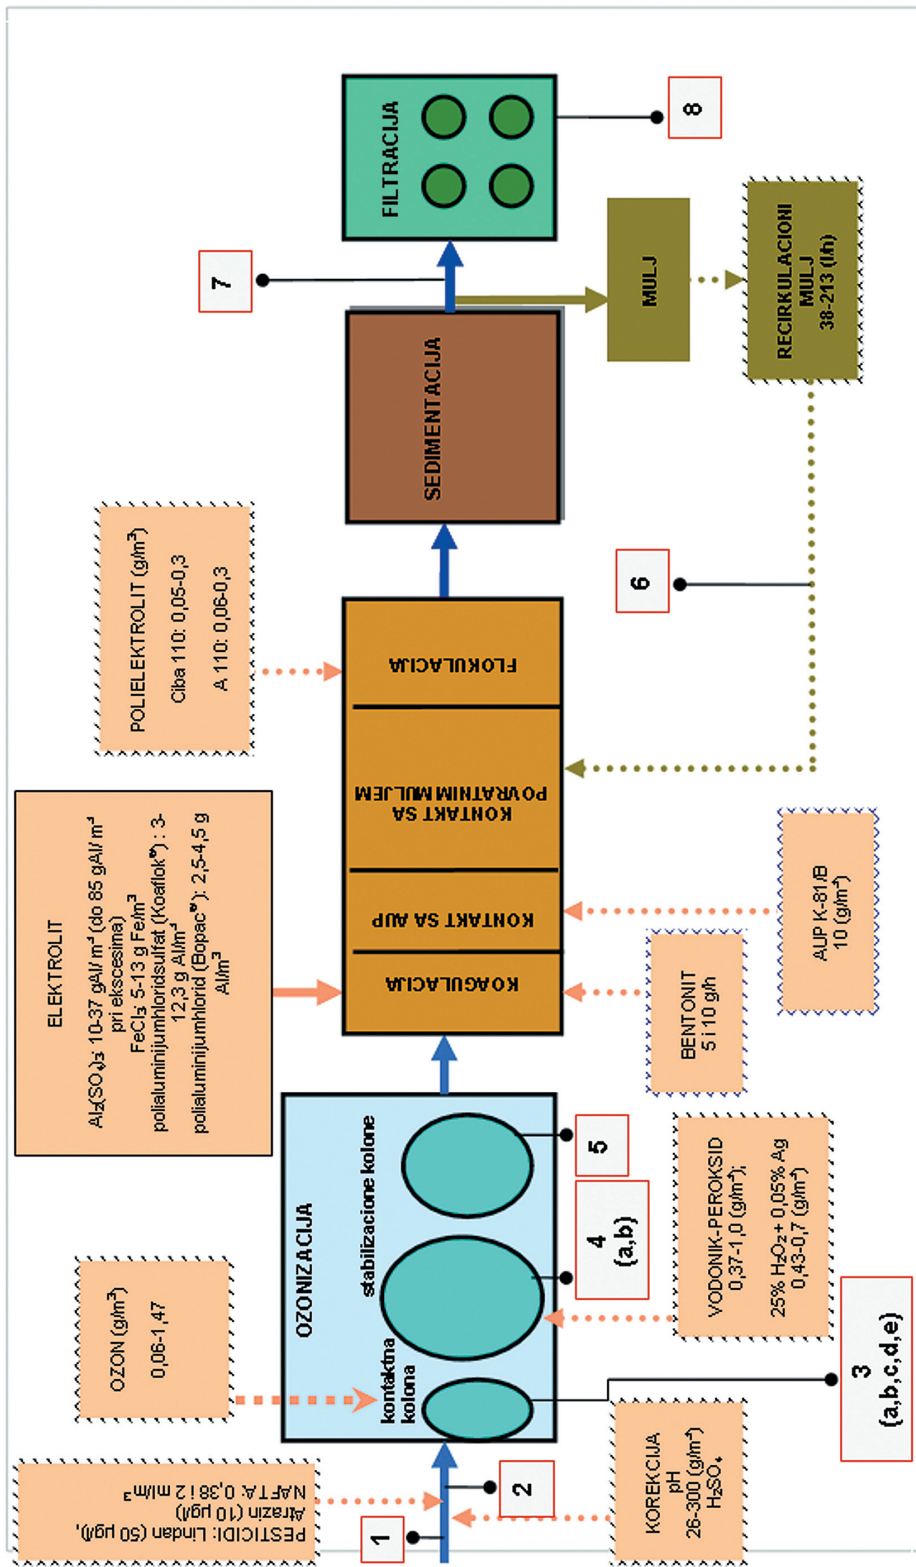 PESTICIDI: Lindan (50 µg/l),
Atrazin (10 µg/l)
NAFTA: 0,38 i 2 ml/m³
1
2
KOREKCIJA
pH
26-300 (g/m³)
H₂SO₄
OZON (g/m³)
0,06-1,47
OZONIZACIJA
kontaktna
kolona
stabilizacione kolone
3
{a,b,c,d,e}
4
{a,b}
5
VODONIK-PEROKSID
0,37-1,0 (g/m³);
25% H₂O₂ + 0,05% Ag
0,43-0,7 (g/m³)
ELEKTROLIT
Al₂(SO₄)₃: 10-37 gAl/ m³ (do 85 gAl/ m³
pri ekscesima)
FeCl₃: 5-13 g Fe/m³
polialuminijumhloridsulfat (Koaflok®) : 3-
12,3 g Al/m³
polialuminijumhlorid (Bopac®): 2,5-4,5 g
Al/m³
KOAGULACIJA
KONTAKT SA AUP
KONTAKT SA
POVRATNIM MULJEM
FLOKULACIJA
BENTONIT
5 i 10 g/h
AUP K-81/B
10 (g/m³)
POLIELEKTROLIT (g/m³)
Ciba 110: 0,05-0,3
A 110: 0,06-0,3
SEDIMENTACIJA
6
7
FILTRACIJA
8
MULJ
RECIRKULACIONI
MULJ
38-213 (l/h)